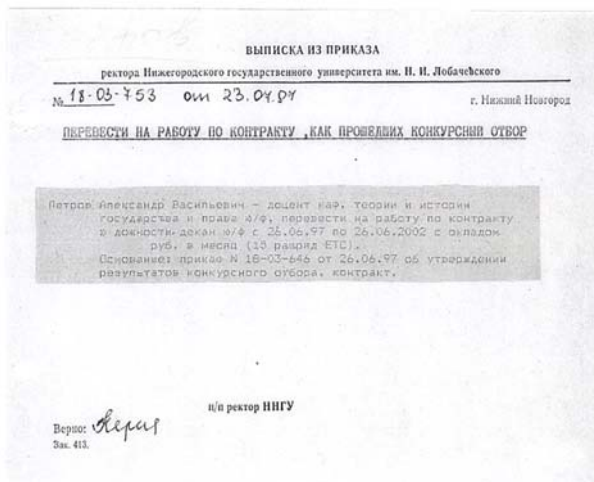 ВЫПИСКА ИЗ ПРИКАЗА
ректора Нижегородского государственного университета им. Н. И. Лобачевского
№ 18-03-753 от 23.07.97
г. Нижний Новгород
ПЕРЕВЕСТИ НА РАБОТУ ПО КОНТРАКТУ ,КАК ПРОШЕДШИХ КОНКУРСНЫЙ ОТБОР
Петров Александр Васильевич - доцент каф. теории и истории
государства и права ю/ф, перевести на работу по контракту
в должности декан ю/ф с 26.06.97 по 26.06.2002 с окладом
руб. в месяц (15 разряд ЕТС).
Основание: приказ N 18-03-646 от 26.06.97 об утверждении
результатов конкурсного отбора, контракт.
п/п ректор ННГУ
Верно:
Зак. 413.